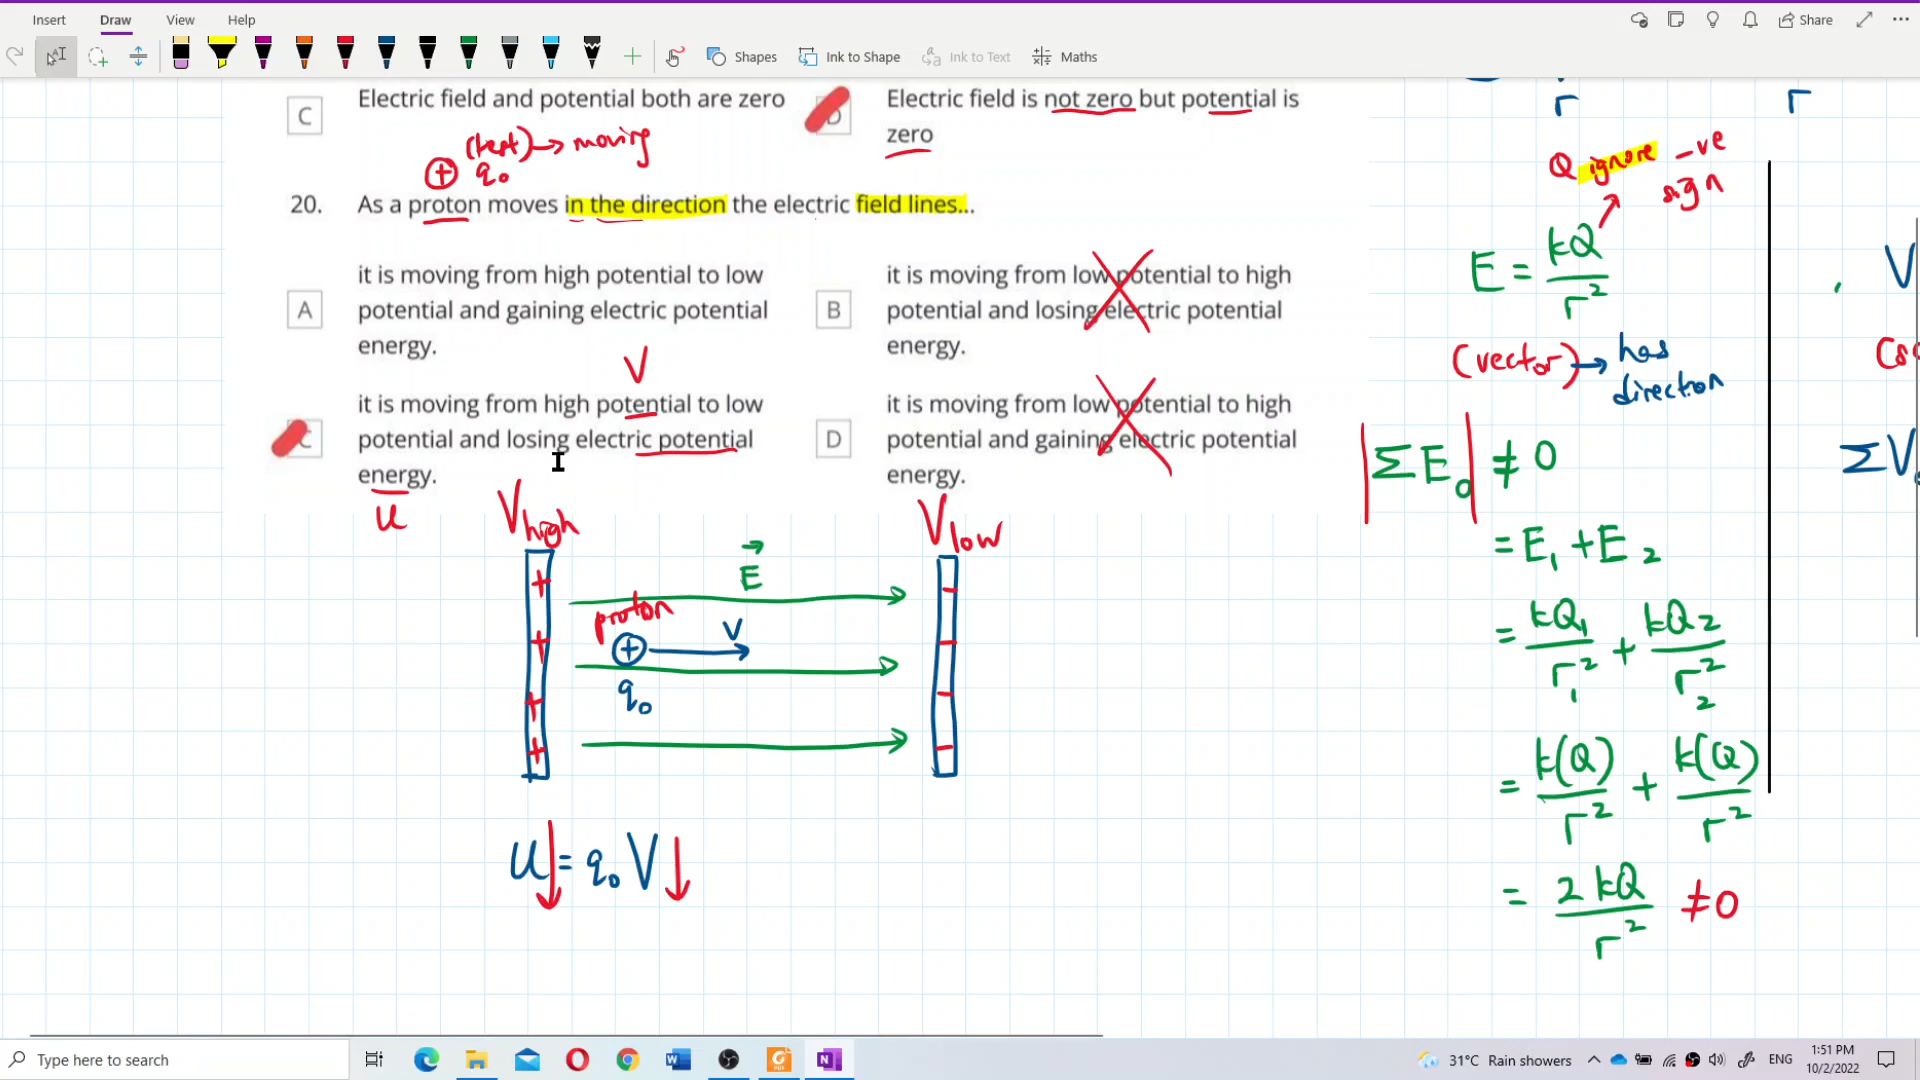 Insert Draw View Help
Share
Shapes Ink to Shape Ink to Text Maths
C Electric field and potential both are zero
D Electric field is not zero but potential is
zero
(test) → moving
+ q₀
20. As a proton moves in the direction the electric field lines...
A it is moving from high potential to low
potential and gaining electric potential
energy.
B it is moving from low potential to high
potential and losing electric potential
energy.
V
C it is moving from high potential to low
potential and losing electric potential
energy.
D it is moving from low potential to high
potential and gaining electric potential
energy.
u
V high
V low
E
+ + + +
proton
+ V
q₀
- - - -
u ↓ = q₀ V ↓
r r
Q ignore -ve
sign
E = kQ / r²
(vector) → has
direction
|ΣE₀| ≠ 0
= E₁ + E₂
= kQ₁ / r₁² + kQ₂ / r₂²
= k(Q) / r² + k(Q) / r²
= 2kQ / r² ≠ 0
V
ΣV
Type here to search
31°C Rain showers
ENG
1:51 PM
10/2/2022